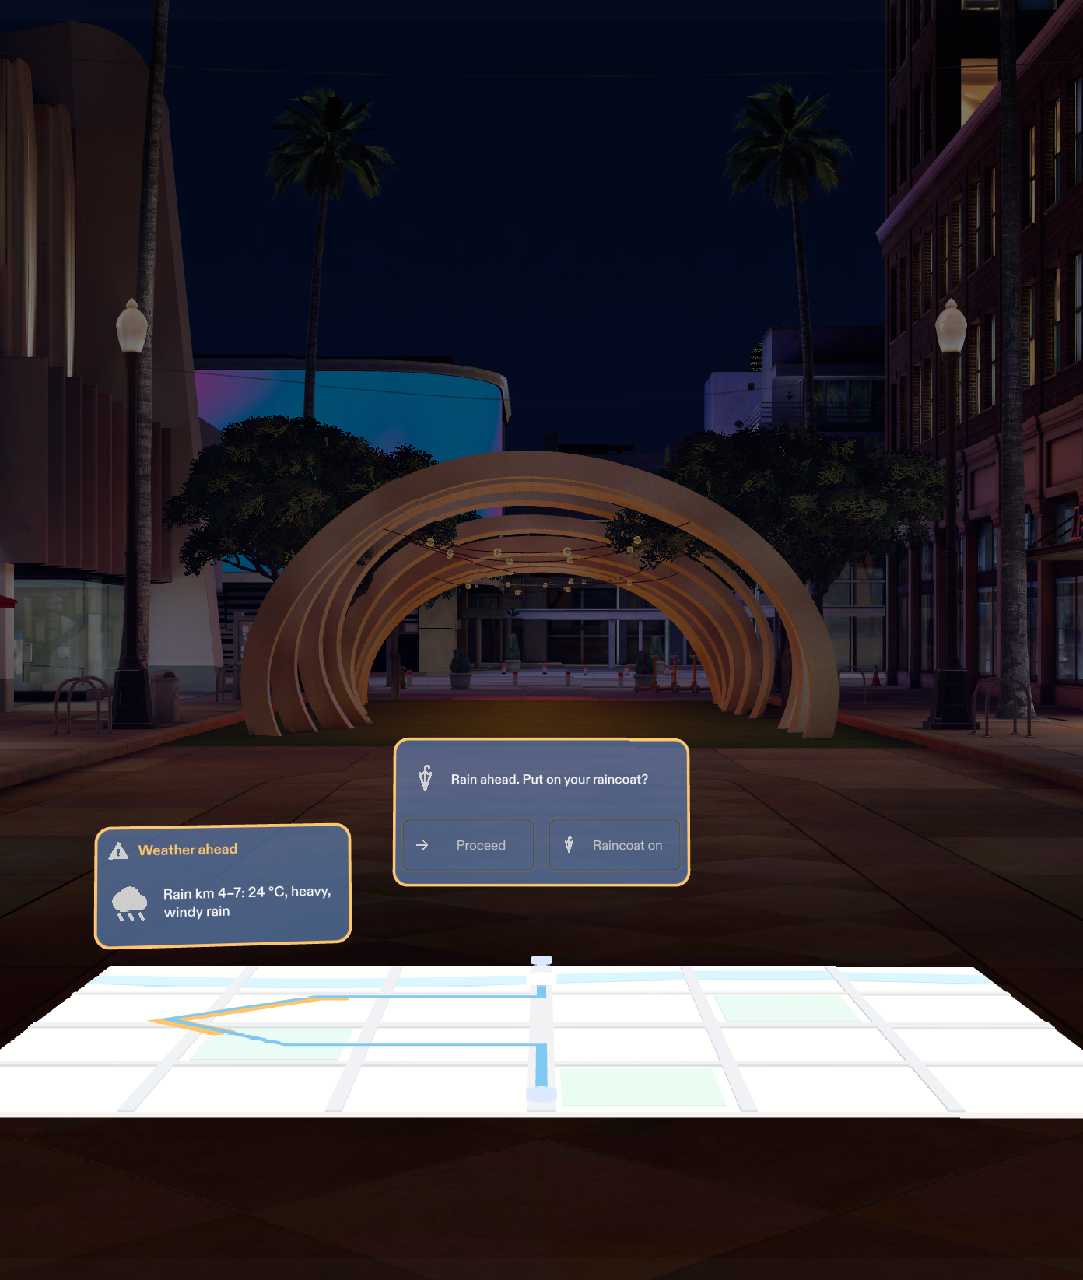 Rain ahead. Put on your raincoat?
Proceed
Raincoat on
Weather ahead
Rain km 4–7: 24 °C, heavy,
windy rain